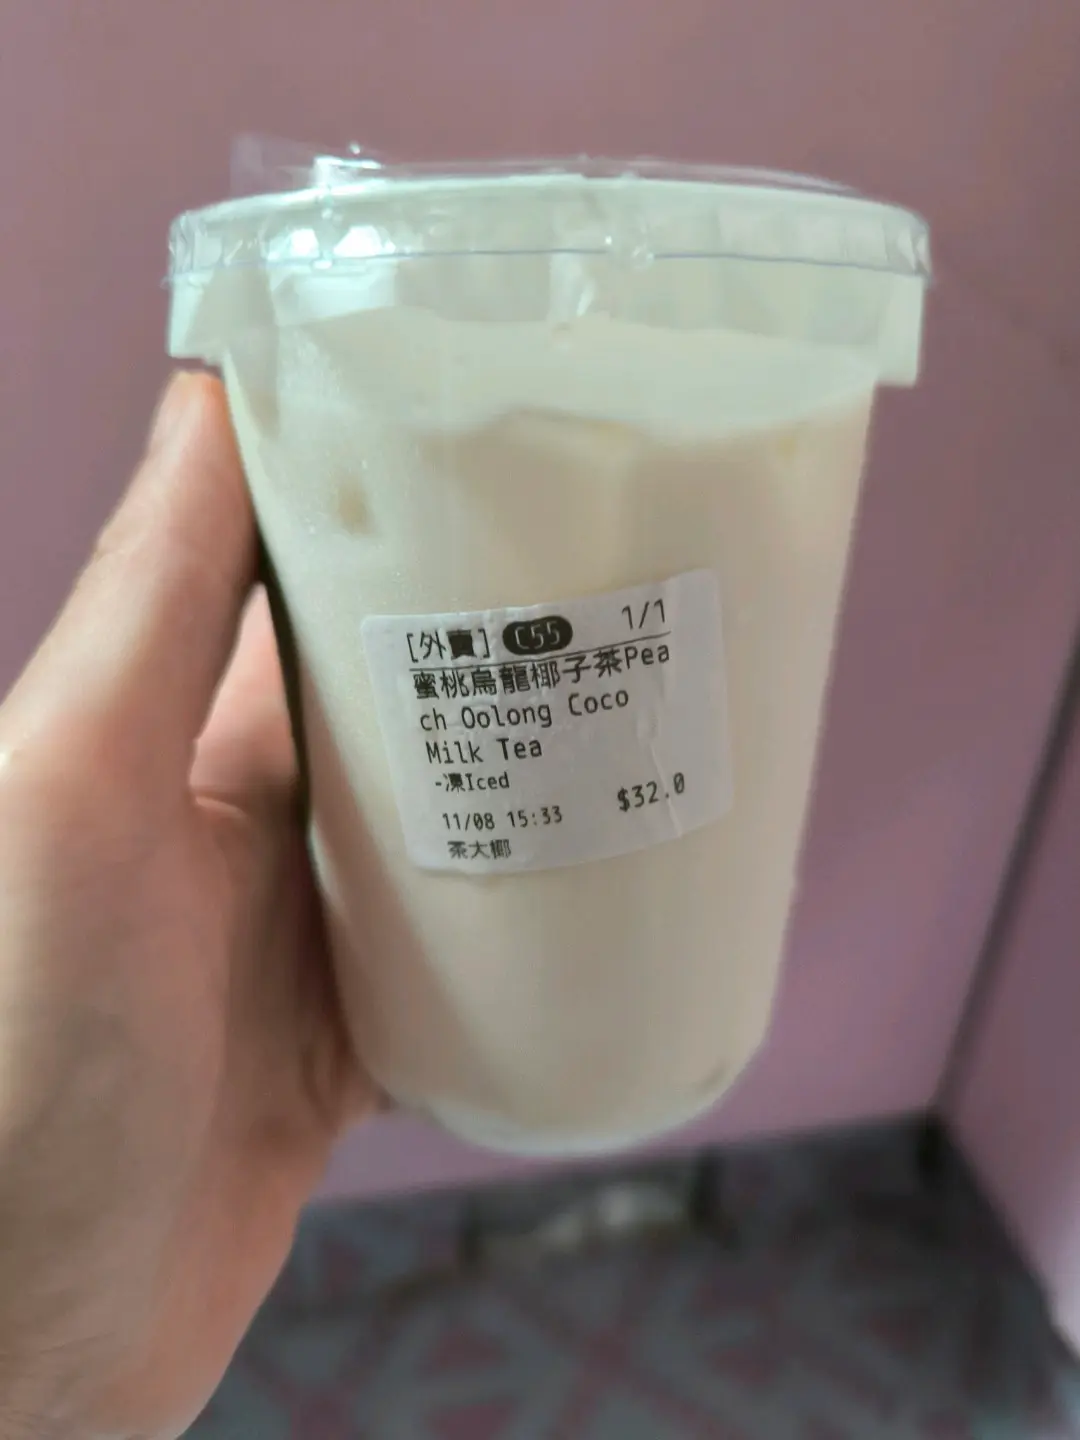 [外賣] C55 1/1
蜜桃烏龍椰子茶Pea
ch Oolong Coco
Milk Tea
-凍Iced
$32.0
11/08 15:33
茶大椰